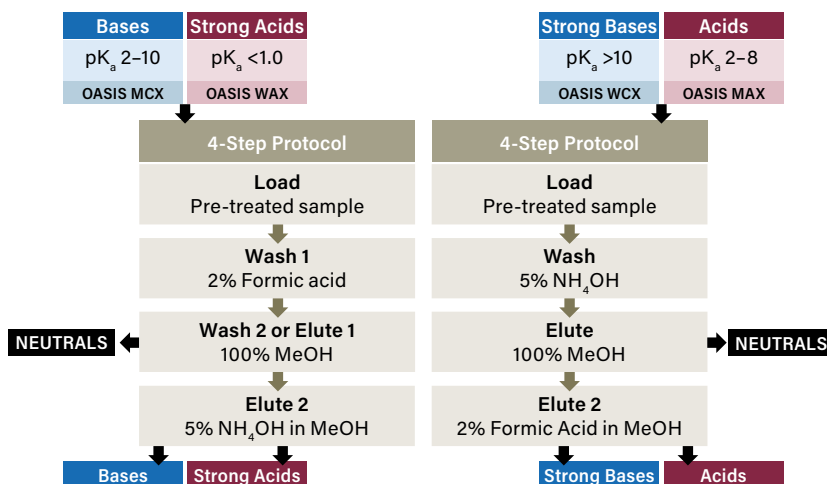 Bases Strong Acids
pKa 2–10 pKa <1.0
OASIS MCX OASIS WAX
4-Step Protocol
Load
Pre-treated sample
Wash 1
2% Formic acid
Wash 2 or Elute 1
100% MeOH
NEUTRALS
Elute 2
5% NH4OH in MeOH
Bases Strong Acids
Strong Bases Acids
pKa >10 pKa 2–8
OASIS WCX OASIS MAX
4-Step Protocol
Load
Pre-treated sample
Wash
5% NH4OH
Elute
100% MeOH
NEUTRALS
Elute 2
2% Formic Acid in MeOH
Strong Bases Acids